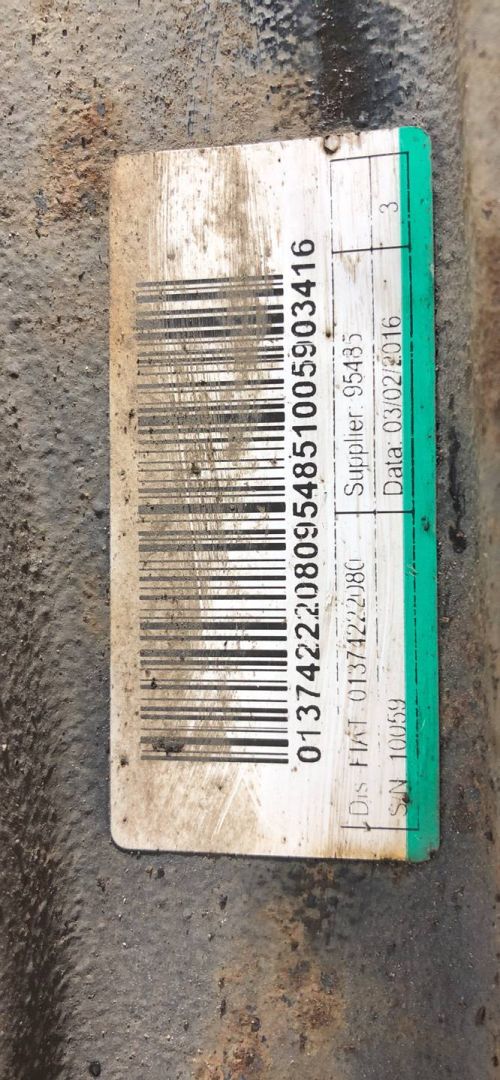 01374222080954851005903416
Dis FIAT 01374222080
Supplier: 95485
S/N 10059
Data: 03/02/2016
3